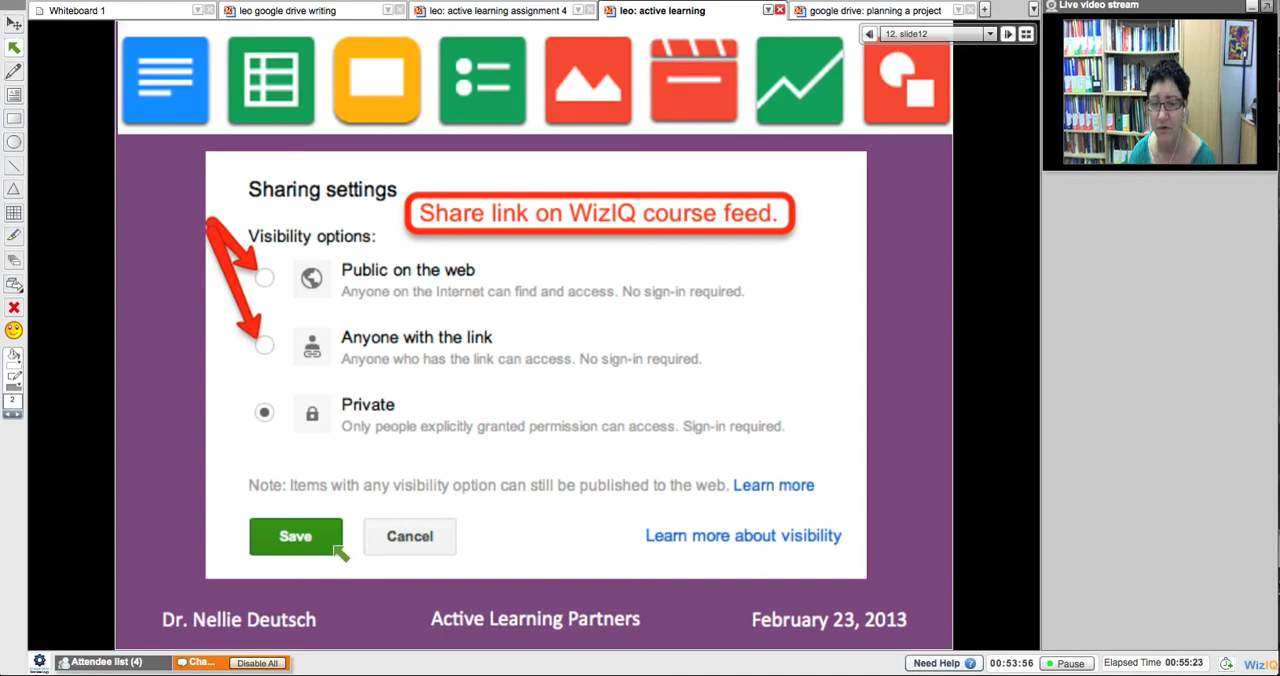 Whiteboard 1
leo google drive writing
leo: active learning assignment 4
leo: active learning
google drive: planning a project
Live video stream
12. slide12
Sharing settings
Share link on WizIQ course feed.
Visibility options:
Public on the web
Anyone on the Internet can find and access. No sign-in required.
Anyone with the link
Anyone who has the link can access. No sign-in required.
Private
Only people explicitly granted permission can access. Sign-in required.
Note: Items with any visibility option can still be published to the web. Learn more
Save
Cancel
Learn more about visibility
Dr. Nellie Deutsch
Active Learning Partners
February 23, 2013
2
Attendee list (4)
Cha...
Disable All
Need Help ?
00:53:56
Pause
Elapsed Time 00:55:23
WizIQ